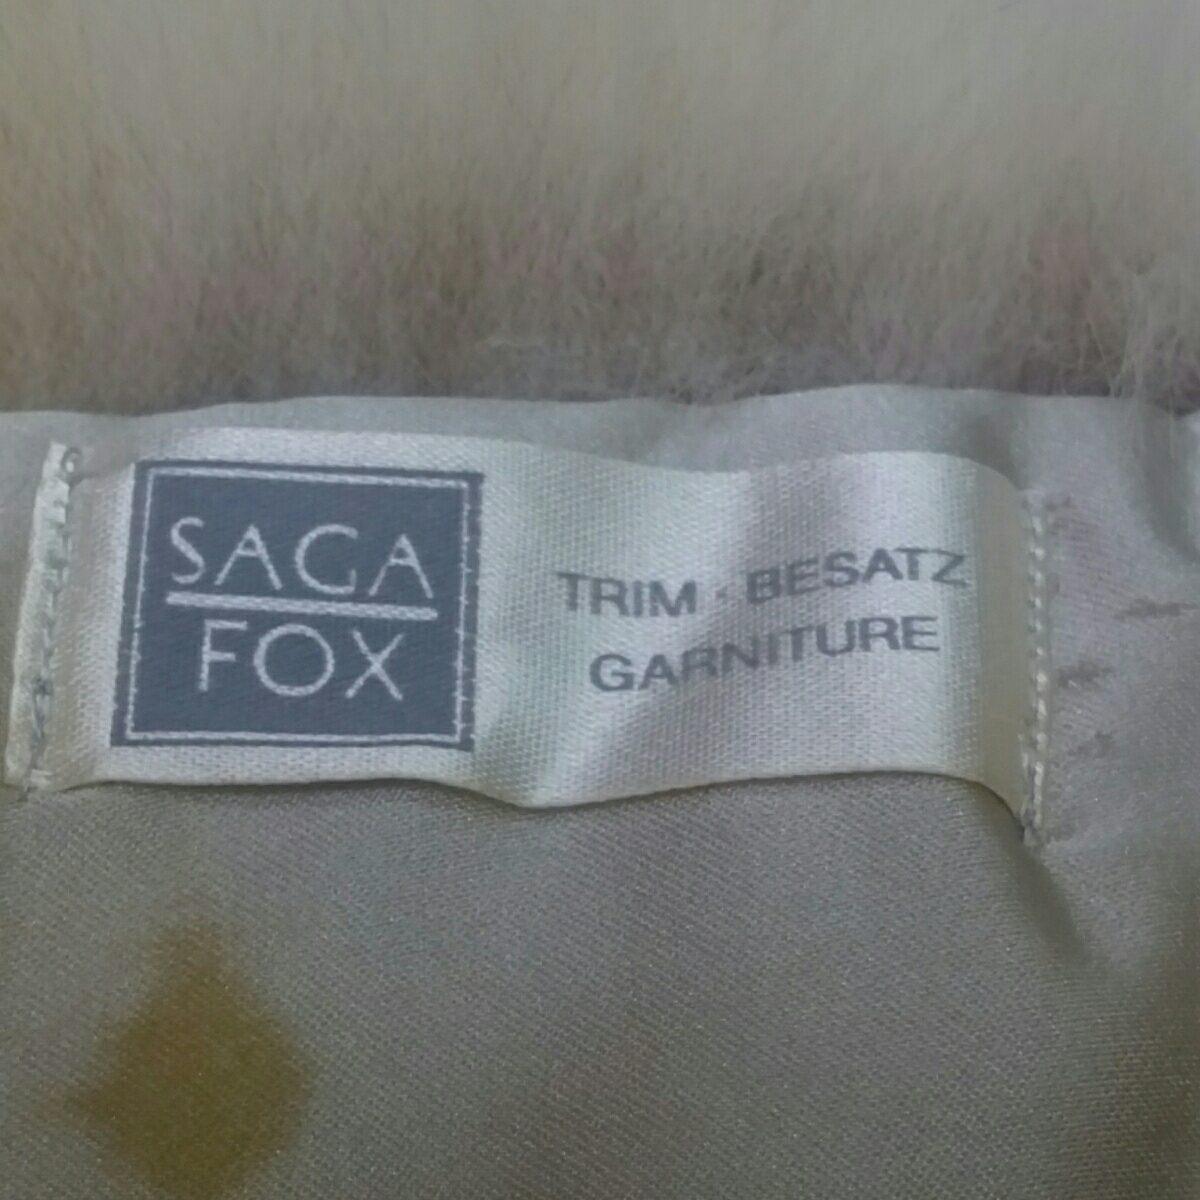 SAGA
FOX
TRIM · BESATZ
GARNITURE